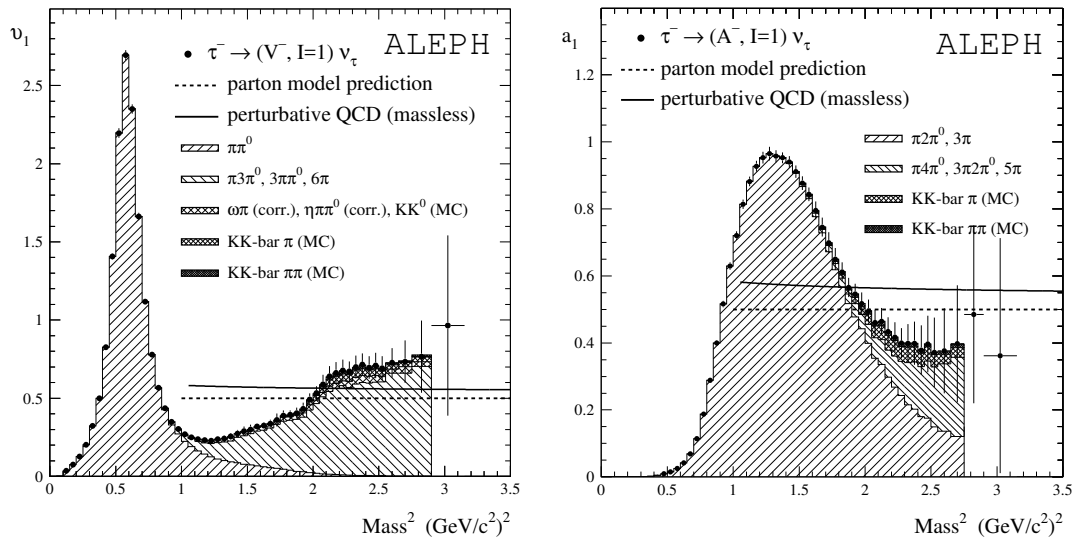 υ₁
τ⁻ → (V⁻, I=1) ν_τ
ALEPH
parton model prediction
perturbative QCD (massless)
ππ⁰
π3π⁰, 3ππ⁰, 6π
ωπ (corr.), ηππ⁰ (corr.), KK⁰ (MC)
KK-bar π (MC)
KK-bar ππ (MC)
2.5
2
1.5
1
0.5
0
0 0.5 1 1.5 2 2.5 3 3.5
Mass² (GeV/c²)²
a₁
τ⁻ → (A⁻, I=1) ν_τ
ALEPH
parton model prediction
perturbative QCD (massless)
π2π⁰, 3π
π4π⁰, 3π2π⁰, 5π
KK-bar π (MC)
KK-bar ππ (MC)
1.2
1
0.8
0.6
0.4
0.2
0
0 0.5 1 1.5 2 2.5 3 3.5
Mass² (GeV/c²)²